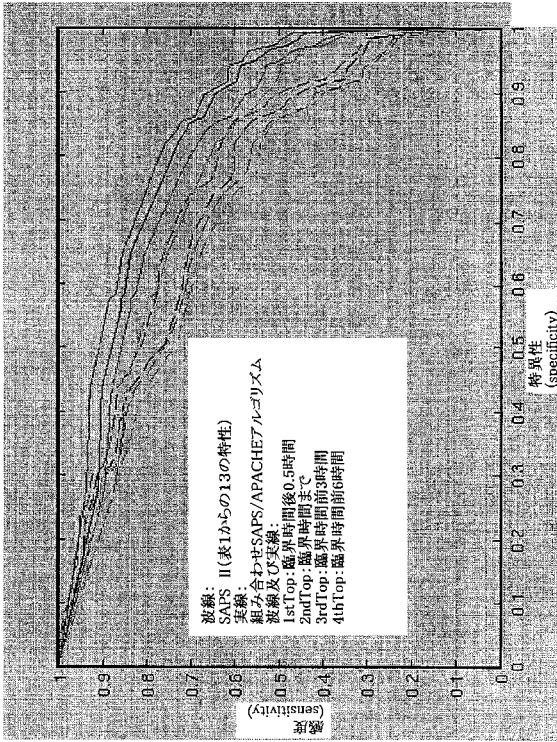 波線:
SAPS II(表1からの13の特性)
実線:
組み合わせSAPS/APACHEアルゴリズム
波線及び実線:
1stTop: 臨界時間後0.5時間
2ndTop: 臨界時間まで
3rdTop: 臨界時間前3時間
4thTop: 臨界時間前6時間
感度
(sensitivity)
1
0.9
0.8
0.7
0.6
0.5
0.4
0.3
0.2
0.1
0
0
0.1
0.2
0.3
0.4
0.5
0.6
0.7
0.8
0.9
1
特異性
(specificity)